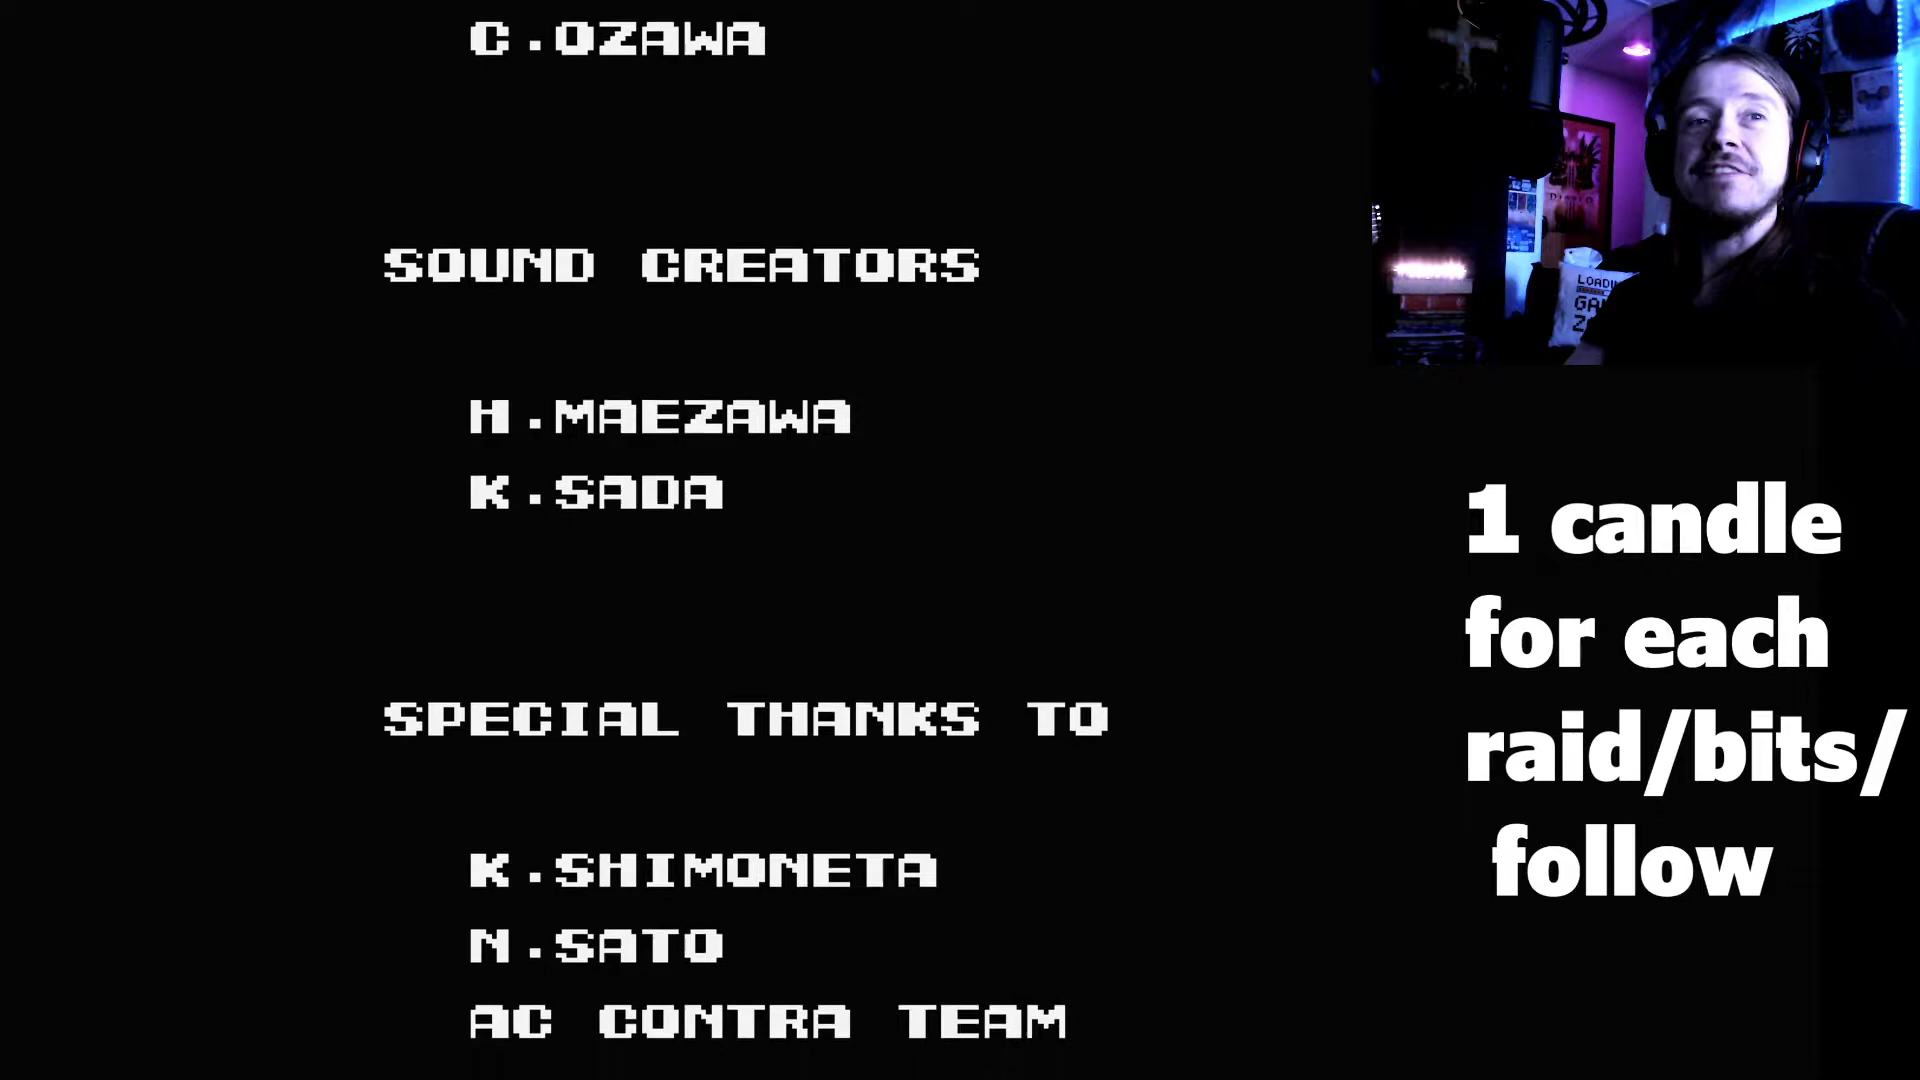 C.OZAWA
SOUND CREATORS
H.MAEZAWA
K.SADA
SPECIAL THANKS TO
K.SHIMONETA
N.SATO
AC CONTRA TEAM
1 candle
for each
raid/bits/
follow
DIABLO